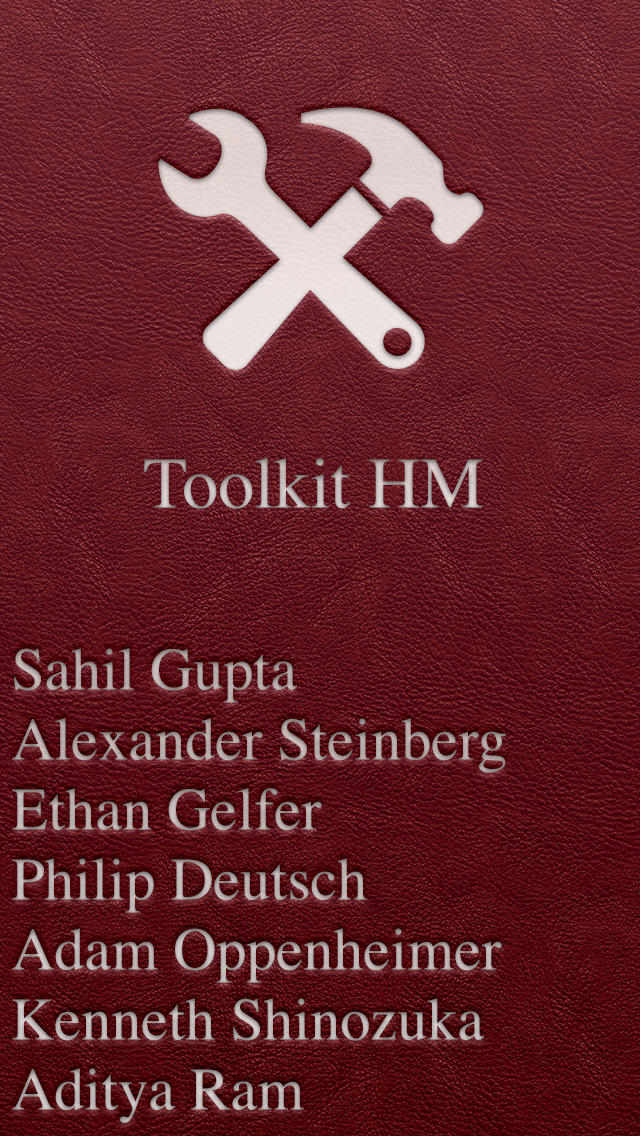 Toolkit HM
Sahil Gupta
Alexander Steinberg
Ethan Gelfer
Philip Deutsch
Adam Oppenheimer
Kenneth Shinozuka
Aditya Ram